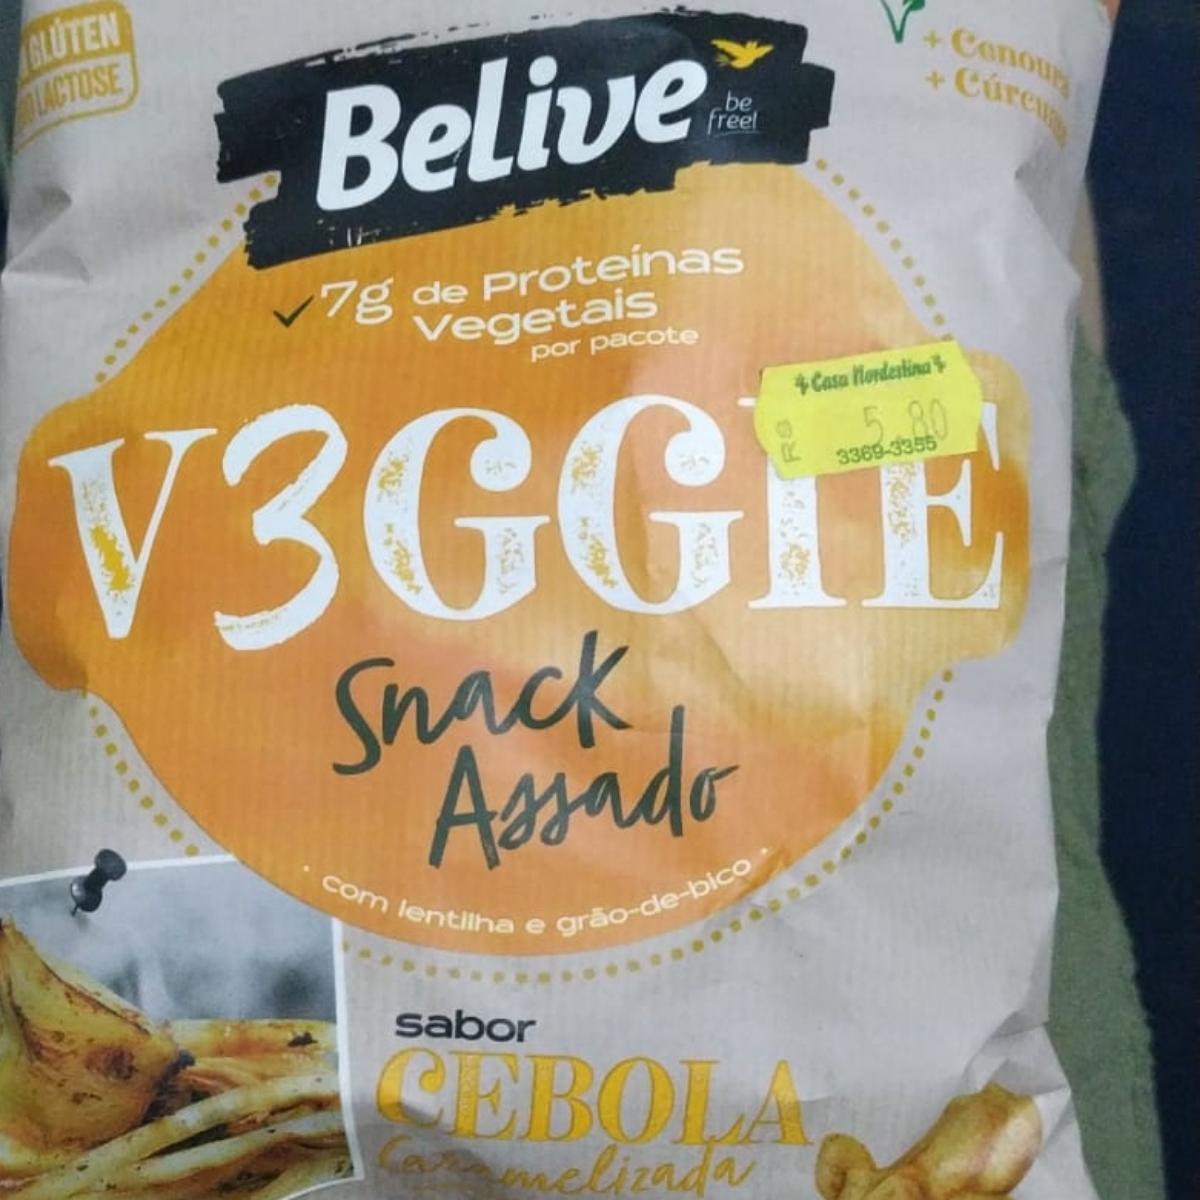 GLÚTEN
LACTOSE
+ Cenoura
+ Cúrcuma
Belive
be
free!
7g de Proteínas
Vegetais
por pacote
Casa Nordestina
R$ 5,80
3369-3355
V3GGIE
Snack
Assado
com lentilha e grão-de-bico
sabor
CEBOLA
Caramelizada